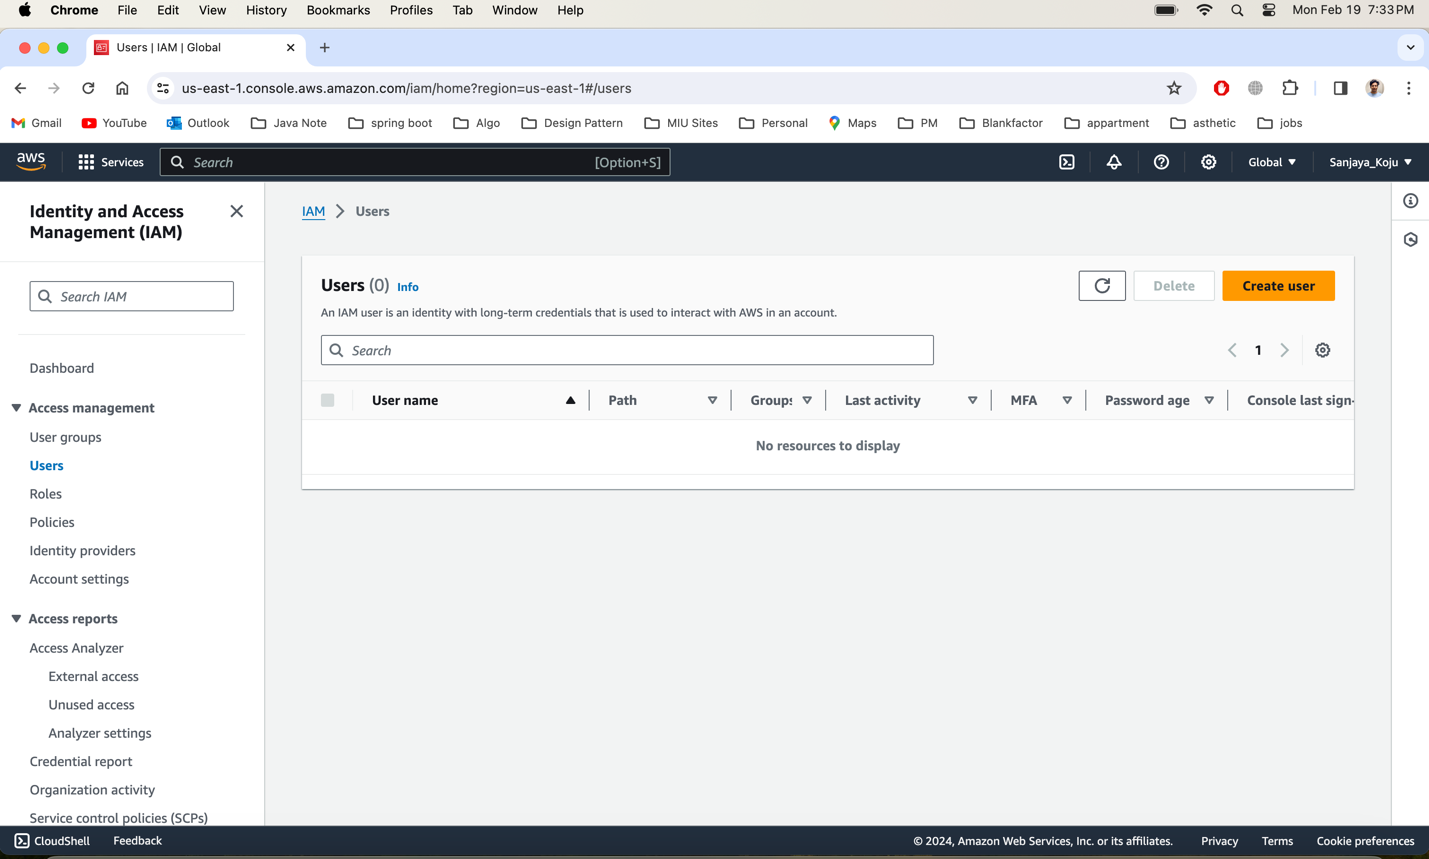 Chrome File Edit View History Bookmarks Profiles Tab Window Help Mon Feb 19 7:33 PM
Users | IAM | Global
us-east-1.console.aws.amazon.com/iam/home?region=us-east-1#/users
Gmail YouTube Outlook Java Note spring boot Algo Design Pattern MIU Sites Personal Maps PM Blankfactor appartment asthetic jobs
aws Services Search [Option+S] Global Sanjaya_Koju
Identity and Access
Management (IAM)
Search IAM
Dashboard
Access management
User groups
Users
Roles
Policies
Identity providers
Account settings
Access reports
Access Analyzer
External access
Unused access
Analyzer settings
Credential report
Organization activity
Service control policies (SCPs)
IAM > Users
Users (0) Info
Delete Create user
An IAM user is an identity with long-term credentials that is used to interact with AWS in an account.
Search
1
User name Path Groups Last activity MFA Password age Console last sign-
No resources to display
CloudShell Feedback © 2024, Amazon Web Services, Inc. or its affiliates. Privacy Terms Cookie preferences